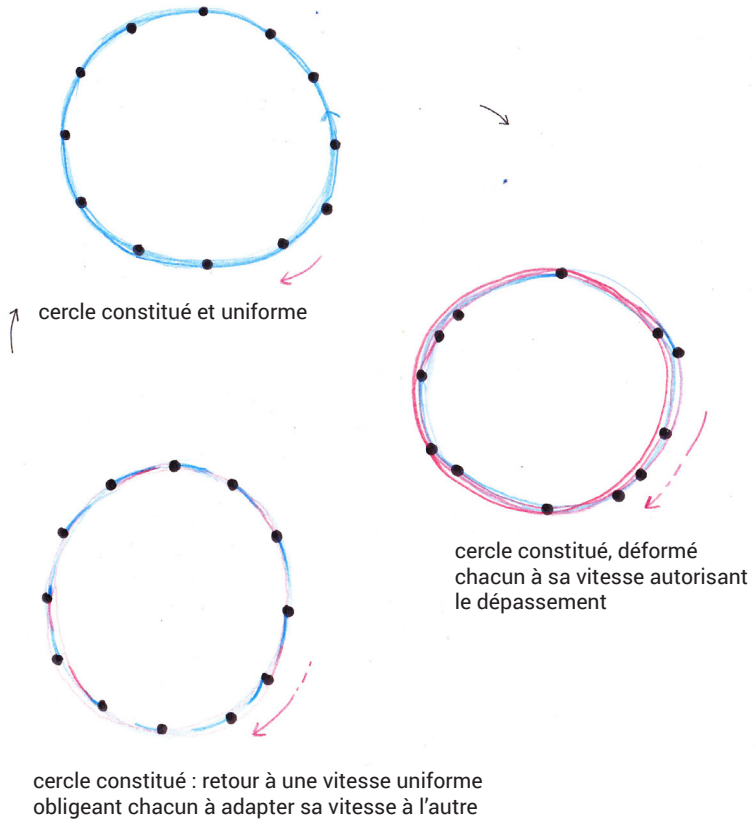 cercle constitué et uniforme
cercle constitué, déformé
chacun à sa vitesse autorisant
le dépassement
cercle constitué : retour à une vitesse uniforme
obligeant chacun à adapter sa vitesse à l'autre